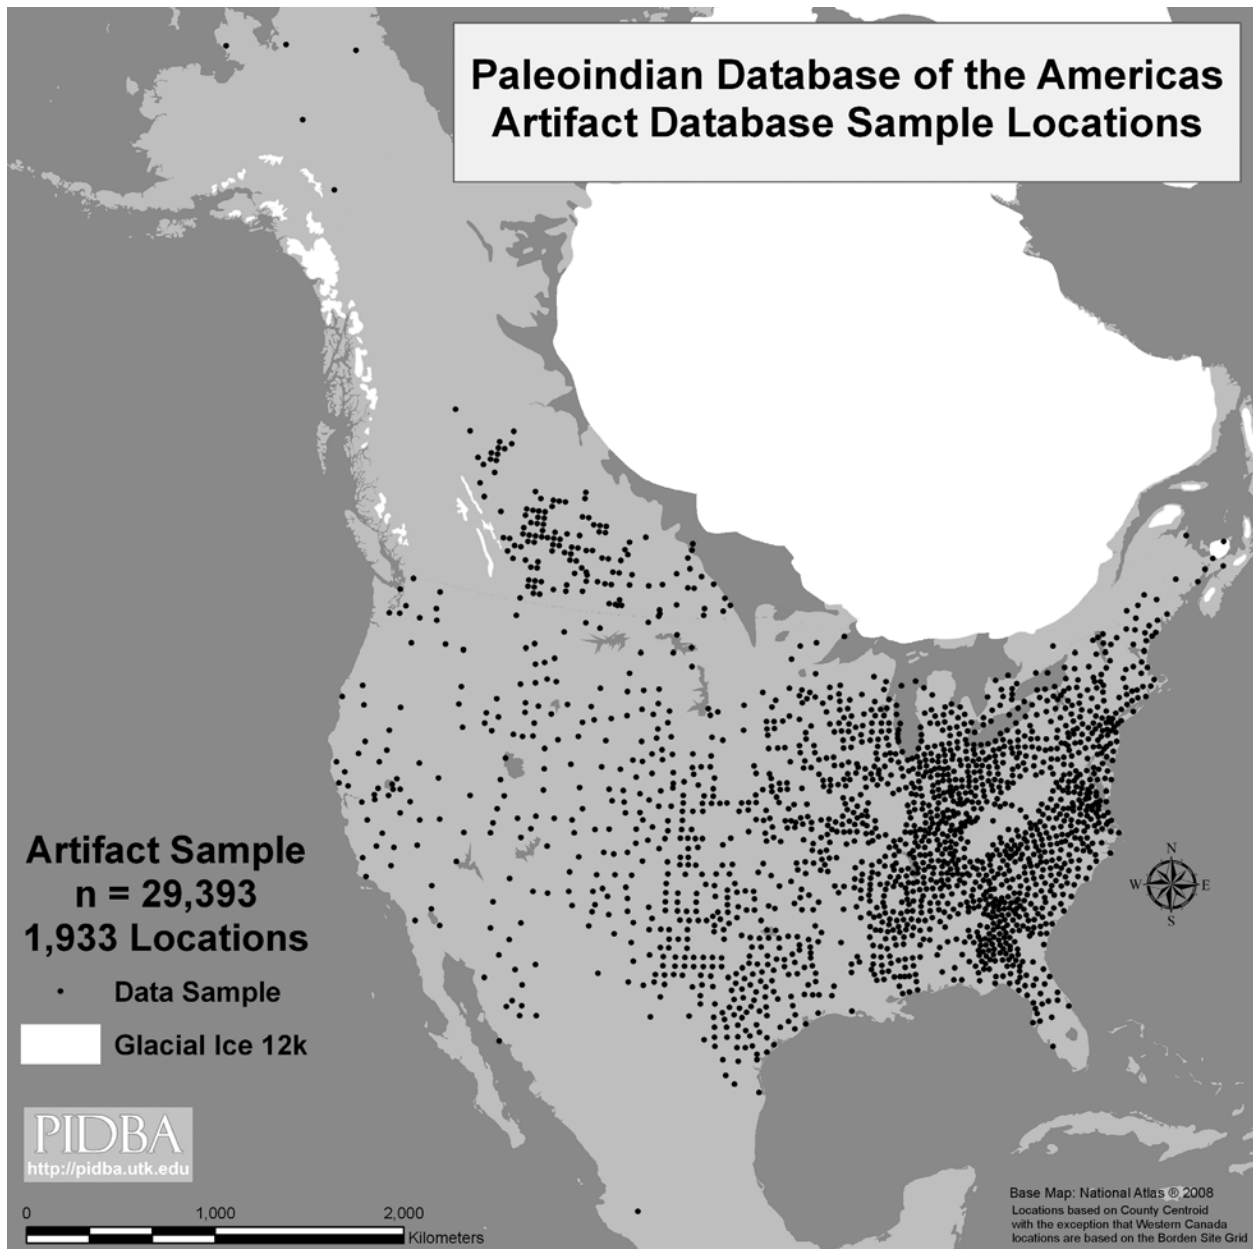 Paleoindian Database of the Americas
Artifact Database Sample Locations
Artifact Sample
n = 29,393
1,933 Locations
Data Sample
Glacial Ice 12k
N
W E
S
PIDBA
http://pidba.utk.edu
0 1,000 2,000
Kilometers
Base Map: National Atlas ® 2008
Locations based on County Centroid
with the exception that Western Canada
locations are based on the Borden Site Grid